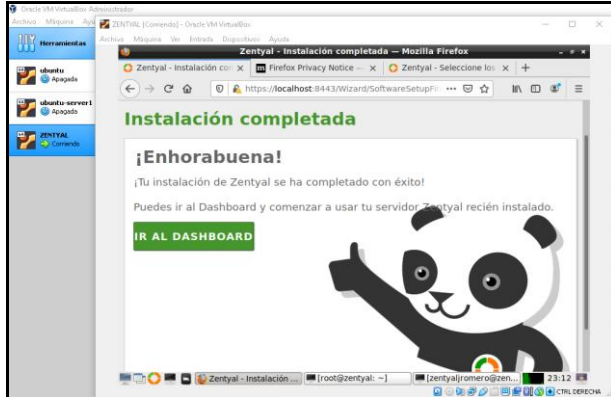 Oracle VM VirtualBox Administrador
Archivo Máquina Ayu
ZENTYAL [Corriendo] - Oracle VM VirtualBox
Archivo Máquina Ver Entrada Dispositivos Ayuda
Herramientas
ubuntu
Apagada
ubuntu-server1
Apagada
ZENTYAL
Corriendo
Zentyal - Instalación completada — Mozilla Firefox
Zentyal - Instalación con
Firefox Privacy Notice —
Zentyal - Seleccione los
https://localhost:8443/Wizard/SoftwareSetupFi
Instalación completada
¡Enhorabuena!
¡Tu instalación de Zentyal se ha completado con éxito!
Puedes ir al Dashboard y comenzar a usar tu servidor Zentyal recién instalado.
IR AL DASHBOARD
Zentyal - Instalación ...
[root@zentyal: ~]
[zentyaljromero@zen...
23:12
CTRL DERECHA